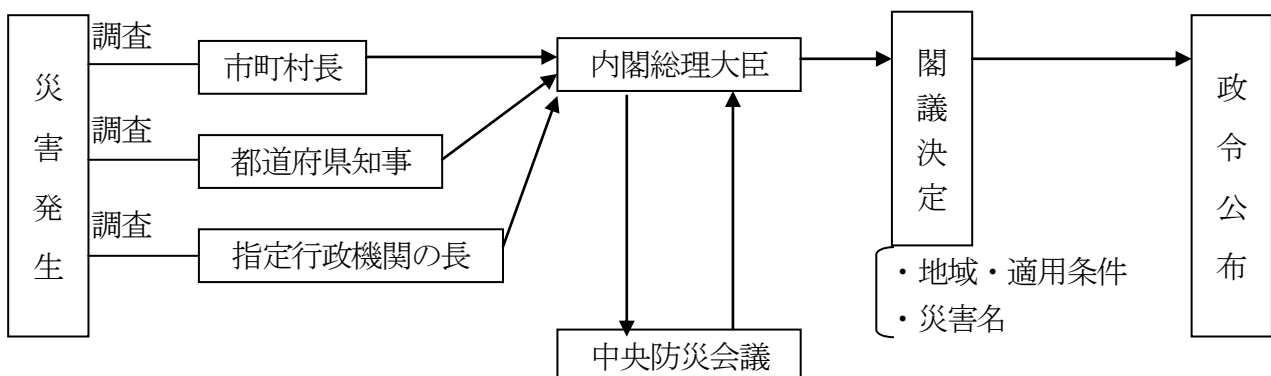 災害発生
調査
市町村長
調査
都道府県知事
調査
指定行政機関の長
内閣総理大臣
中央防災会議
閣議決定
・地域・適用条件
・災害名
政令公布